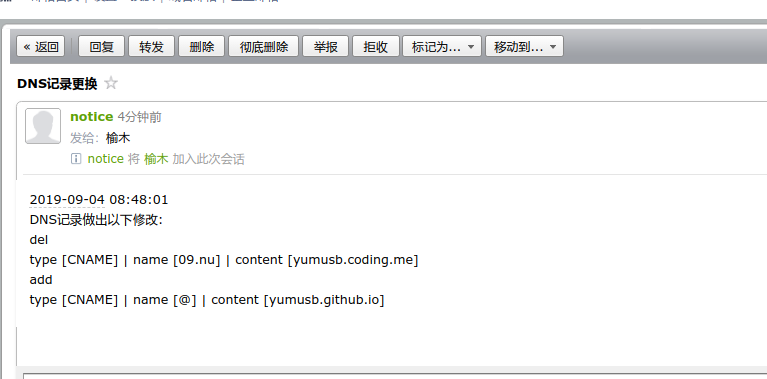 « 返回 回复 转发 删除 彻底删除 举报 拒收 标记为... 移动到...
DNS记录更换
notice 4分钟前
发给: 榆木
notice 将 榆木 加入此次会话
2019-09-04 08:48:01
DNS记录做出以下修改:
del
type [CNAME] | name [09.nu] | content [yumusb.coding.me]
add
type [CNAME] | name [@] | content [yumusb.github.io]